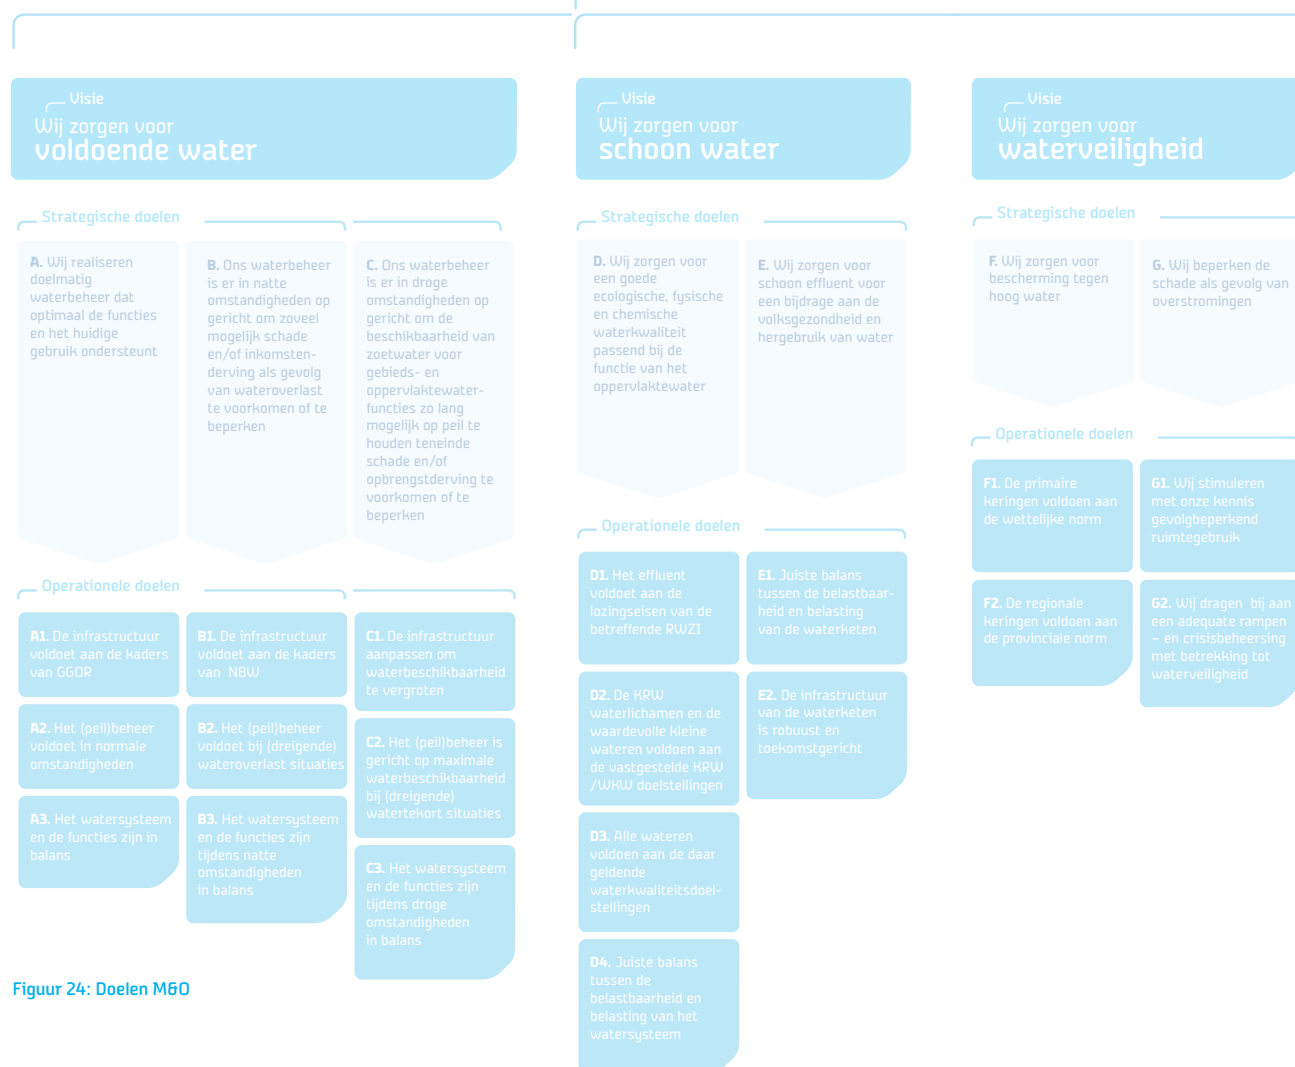 Visie
Wij zorgen voor
voldoende water
Strategische doelen
A. Wij realiseren
doelmatig
waterbeheer dat
optimaal de functies
en het huidige
gebruik ondersteunt
B. Ons waterbeheer
is er in natte
omstandigheden op
gericht om zoveel
mogelijk schade
en/of inkomsten-
derving als gevolg
van wateroverlast
te voorkomen of te
beperken
C. Ons waterbeheer
is er in droge
omstandigheden op
gericht om de
beschikbaarheid van
zoetwater voor
gebieds- en
oppervlaktewater-
functies zo lang
mogelijk op peil te
houden teneinde
schade en/of
opbrengstderving te
voorkomen of te
beperken
Operationele doelen
A1. De infrastructuur
voldoet aan de kaders
van GGOR
A2. Het (peil)beheer
voldoet in normale
omstandigheden
A3. Het watersysteem
en de functies zijn in
balans
B1. De infrastructuur
voldoet aan de kaders
van NBW
B2. Het (peil)beheer
voldoet bij (dreigende)
wateroverlast situaties
B3. Het watersysteem
en de functies zijn
tijdens natte
omstandigheden
in balans
C1. De infrastructuur
aanpassen om
waterbeschikbaarheid
te vergroten
C2. Het (peil)beheer is
gericht op maximale
waterbeschikbaarheid
bij (dreigende)
watertekort situaties
C3. Het watersysteem
en de functies zijn
tijdens droge
omstandigheden
in balans
Visie
Wij zorgen voor
schoon water
Strategische doelen
D. Wij zorgen voor
een goede
ecologische, fysische
en chemische
waterkwaliteit
passend bij de
functie van het
oppervlaktewater
E. Wij zorgen voor
schoon effluent voor
een bijdrage aan de
volksgezondheid en
hergebruik van water
Operationele doelen
D1. Het effluent
voldoet aan de
lozingseisen van de
betreffende RWZI
D2. De KRW
waterlichamen en de
waardevolle kleine
wateren voldoen aan
de vastgestelde KRW
/WKW doelstellingen
D3. Alle wateren
voldoen aan de daar
geldende
waterkwaliteitsdoel-
stellingen
D4. Juiste balans
tussen de
belastbaarheid en
belasting van het
watersysteem
E1. Juiste balans
tussen de belastbaar-
heid en belasting
van de waterketen
E2. De infrastructuur
van de waterketen
is robuust en
toekomstgericht
Visie
Wij zorgen voor
waterveiligheid
Strategische doelen
F. Wij zorgen voor
bescherming tegen
hoog water
G. Wij beperken de
schade als gevolg van
overstromingen
Operationele doelen
F1. De primaire
keringen voldoen aan
de wettelijke norm
F2. De regionale
keringen voldoen aan
de provinciale norm
G1. Wij stimuleren
met onze kennis
gevolgbeperkend
ruimtegebruik
G2. Wij dragen bij aan
een adequate rampen
– en crisisbeheersing
met betrekking tot
waterveiligheid
Figuur 24: Doelen M&O